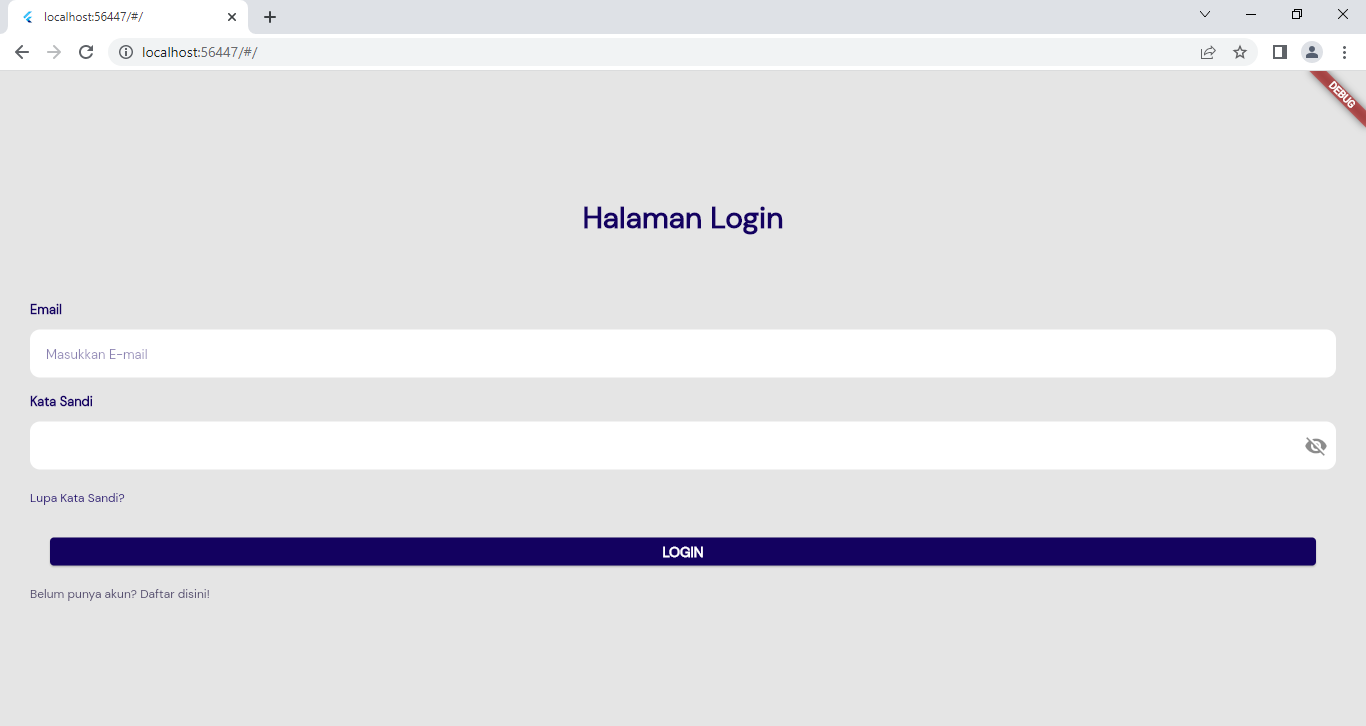 localhost:56447/#/
localhost:56447/#/
DEBUG
Halaman Login
Email
Masukkan E-mail
Kata Sandi
Lupa Kata Sandi?
LOGIN
Belum punya akun? Daftar disini!